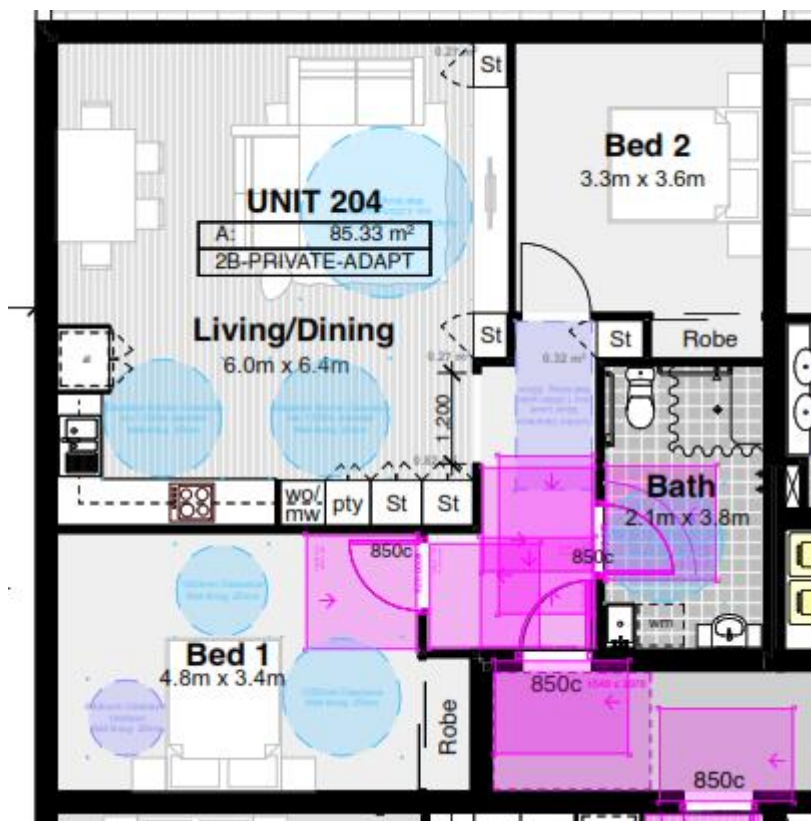 St
Bed 2
3.3m x 3.6m
UNIT 204
A: 85.33 m²
2B-PRIVATE-ADAPT
Living/Dining
6.0m x 6.4m
St
St
Robe
0.32 m²
1,200
wo/
mw
pty
St
St
Bath
2.1m x 3.8m
850c
850c
wm
Bed 1
4.8m x 3.4m
Robe
850c
850c